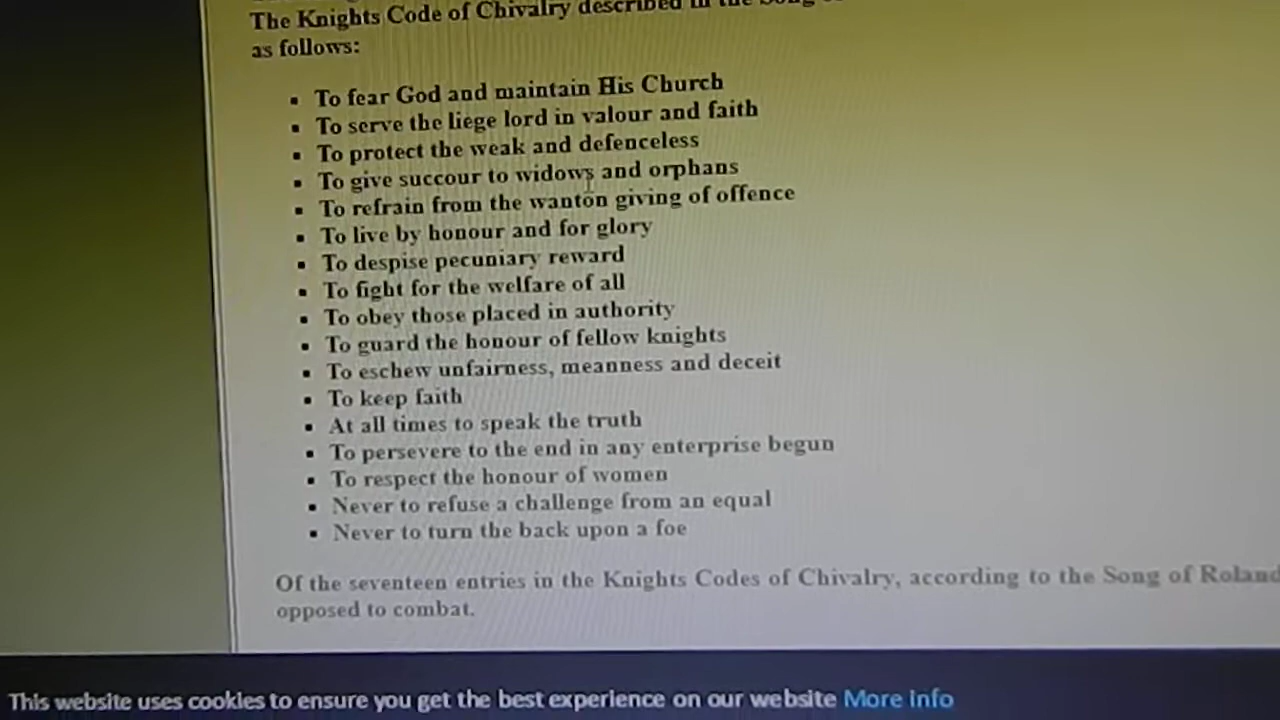 The Knights Code of Chivalry described in the Song
as follows:
To fear God and maintain His Church
To serve the liege lord in valour and faith
To protect the weak and defenceless
To give succour to widows and orphans
To refrain from the wanton giving of offence
To live by honour and for glory
To despise pecuniary reward
To fight for the welfare of all
To obey those placed in authority
To guard the honour of fellow knights
To eschew unfairness, meanness and deceit
To keep faith
At all times to speak the truth
To persevere to the end in any enterprise begun
To respect the honour of women
Never to refuse a challenge from an equal
Never to turn the back upon a foe
Of the seventeen entries in the Knights Codes of Chivalry, according to the Song of Roland
opposed to combat.
This website uses cookies to ensure you get the best experience on our website More info